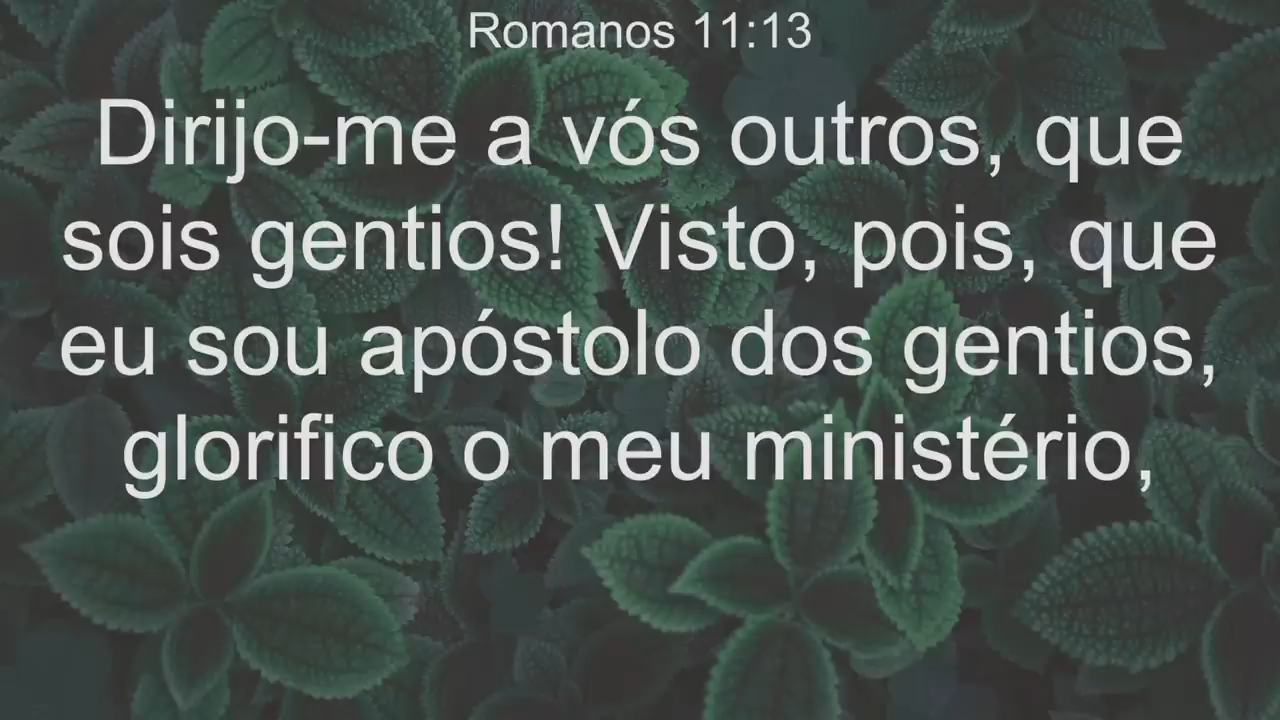 Romanos 11:13
Dirijo-me a vós outros, que
sois gentios! Visto, pois, que
eu sou apóstolo dos gentios,
glorifico o meu ministério,